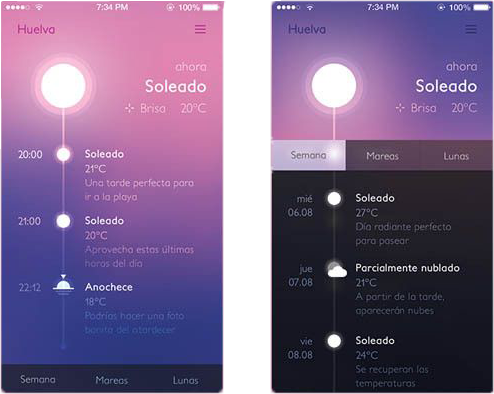 7:34 PM
100%
Huelva
ahora
Soleado
Brisa 20°C
20:00
Soleado
21°C
Una tarde perfecta para
ir a la playa
21:00
Soleado
20°C
Aprovecha estas últimas
horas del día
22:12
Anochece
18°C
Podrías hacer una foto
bonita del atardecer
Semana Mareas Lunas
7:34 PM
100%
Huelva
ahora
Soleado
Brisa 20°C
Semana Mareas Lunas
mié
06.08
Soleado
27°C
Día radiante perfecto
para pasear
jue
07.08
Parcialmente nublado
21°C
A partir de la tarde,
aparecerán nubes
vie
08.08
Soleado
24°C
Se recuperan las
temperaturas